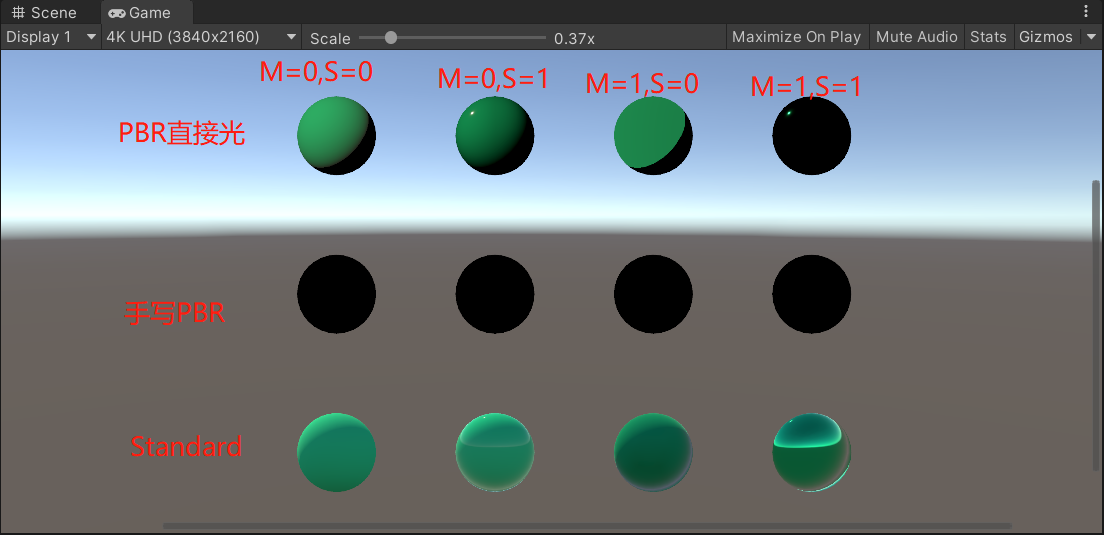 Scene Game
Display 1 4K UHD (3840x2160) Scale 0.37x Maximize On Play Mute Audio Stats Gizmos
M=0,S=0 M=0,S=1 M=1,S=0 M=1,S=1
PBR直接光
手写PBR
Standard